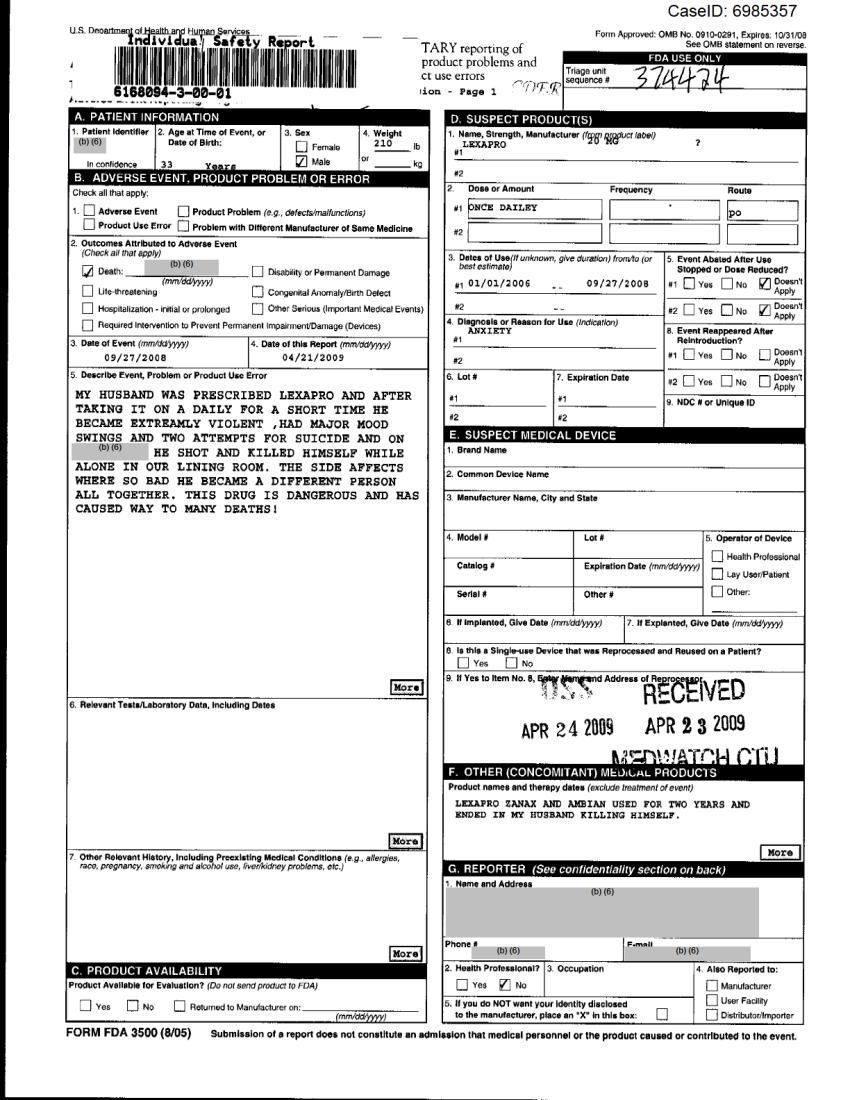 CaseID: 6985357
U.S. Department of Health and Human Services
Individual Safety Report
6168094-3-00-01
TARY reporting of
product problems and
ct use errors
ion - Page 1
CDER
Form Approved: OMB No. 0910-0291, Expires: 10/31/08
See OMB statement on reverse.
FDA USE ONLY
Triage unit
sequence #
374424
A. PATIENT INFORMATION
1. Patient Identifier
(b) (6)
In confidence
2. Age at Time of Event, or
Date of Birth:
33 Years
3. Sex
Female
Male
4. Weight
210 lb
or
kg
B. ADVERSE EVENT, PRODUCT PROBLEM OR ERROR
Check all that apply:
1. Adverse Event
Product Problem (e.g., defects/malfunctions)
Product Use Error
Problem with Different Manufacturer of Same Medicine
2. Outcomes Attributed to Adverse Event
(Check all that apply)
Death: (b) (6)
(mm/dd/yyyy)
Disability or Permanent Damage
Life-threatening
Congenital Anomaly/Birth Defect
Hospitalization - initial or prolonged
Other Serious (Important Medical Events)
Required Intervention to Prevent Permanent Impairment/Damage (Devices)
3. Date of Event (mm/dd/yyyy)
09/27/2008
4. Date of this Report (mm/dd/yyyy)
04/21/2009
5. Describe Event, Problem or Product Use Error
MY HUSBAND WAS PRESCRIBED LEXAPRO AND AFTER
TAKING IT ON A DAILY FOR A SHORT TIME HE
BECAME EXTREAMLY VIOLENT ,HAD MAJOR MOOD
SWINGS AND TWO ATTEMPTS FOR SUICIDE AND ON
(b) (6) HE SHOT AND KILLED HIMSELF WHILE
ALONE IN OUR LINING ROOM. THE SIDE AFFECTS
WHERE SO BAD HE BECAME A DIFFERENT PERSON
ALL TOGETHER. THIS DRUG IS DANGEROUS AND HAS
CAUSED WAY TO MANY DEATHS!
More
6. Relevant Tests/Laboratory Data, Including Dates
More
7. Other Relevant History, Including Preexisting Medical Conditions (e.g., allergies,
race, pregnancy, smoking and alcohol use, liver/kidney problems, etc.)
More
C. PRODUCT AVAILABILITY
Product Available for Evaluation? (Do not send product to FDA)
Yes
No
Returned to Manufacturer on:
(mm/dd/yyyy)
D. SUSPECT PRODUCT(S)
1. Name, Strength, Manufacturer (from product label)
LEXAPRO 20 MG ?
#1
#2
2. Dose or Amount Frequency Route
#1 ONCE DAILEY po
#2
3. Dates of Use(If unknown, give duration) from/to (or
best estimate)
#1 01/01/2006 -- 09/27/2008
#2 --
4. Diagnosis or Reason for Use (Indication)
ANXIETY
#1
#2
5. Event Abated After Use
Stopped or Dose Reduced?
#1 Yes No Doesn't
Apply
#2 Yes No Doesn't
Apply
8. Event Reappeared After
Reintroduction?
#1 Yes No Doesn't
Apply
#2 Yes No Doesn't
Apply
6. Lot #
#1
#2
7. Expiration Date
#1
#2
9. NDC # or Unique ID
E. SUSPECT MEDICAL DEVICE
1. Brand Name
2. Common Device Name
3. Manufacturer Name, City and State
4. Model #
Lot #
Catalog #
Expiration Date (mm/dd/yyyy)
Serial #
Other #
5. Operator of Device
Health Professional
Lay User/Patient
Other:
6. If Implanted, Give Date (mm/dd/yyyy)
7. If Explanted, Give Date (mm/dd/yyyy)
8. Is this a Single-use Device that was Reprocessed and Reused on a Patient?
Yes
No
9. If Yes to Item No. 8, Enter Name and Address of Reprocessor
DSS
RECEIVED
APR 24 2009
APR 23 2009
MEDWATCH CTU
F. OTHER (CONCOMITANT) MEDICAL PRODUCTS
Product names and therapy dates (exclude treatment of event)
LEXAPRO ZANAX AND AMBIAN USED FOR TWO YEARS AND
ENDED IN MY HUSBAND KILLING HIMSELF.
More
G. REPORTER (See confidentiality section on back)
1. Name and Address
(b) (6)
Phone #
(b) (6)
E-mail
(b) (6)
2. Health Professional?
Yes
No
3. Occupation
4. Also Reported to:
Manufacturer
User Facility
Distributor/Importer
5. If you do NOT want your identity disclosed
to the manufacturer, place an "X" in this box:
FORM FDA 3500 (8/05) Submission of a report does not constitute an admission that medical personnel or the product caused or contributed to the event.